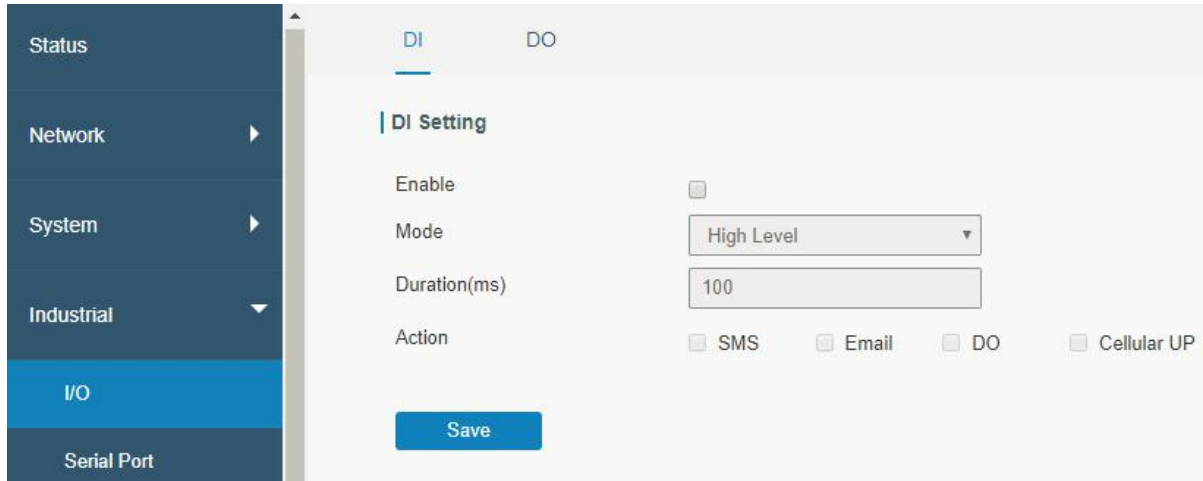 Status
Network
System
Industrial
I/O
Serial Port
DI DO
DI Setting
Enable
Mode High Level
Duration(ms) 100
Action SMS Email DO Cellular UP
Save